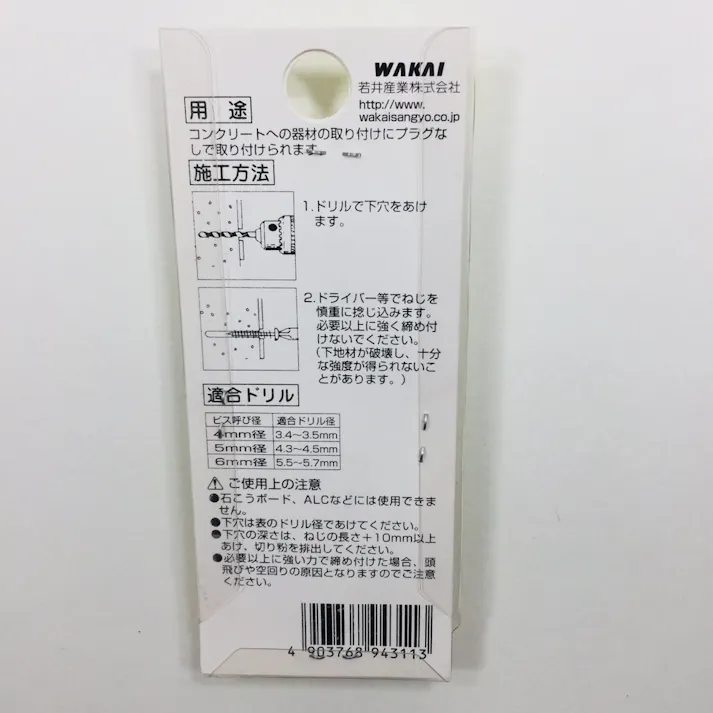 WAKAI
若井産業株式会社
http://www.
wakaisangyo.co.jp
用途
コンクリートへの器材の取り付けにプラグな
しで取り付けられます。
施工方法
1.ドリルで下穴をあけ
ます。
2.ドライバー等でねじを
慎重に捻じ込みます。
必要以上に強く締め付
けないでください。
(下地材が破壊し、十分
な強度が得られないこ
とがあります。)
適合ドリル
ビス呼び径 適合ドリル径
4mm径 3.4〜3.5mm
5mm径 4.3〜4.5mm
6mm径 5.5〜5.7mm
⚠ ご使用上の注意
●石こうボード、ALCなどには使用できま
せん。
●下穴は表のドリル径であけてください。
●下穴の深さは、ねじの長さ+10mm以上
あけ、切り粉を排出してください。
●必要以上に強い力で締め付けた場合、頭
飛びや空回りの原因となりますのでご注意
ください。
4 903768 943113